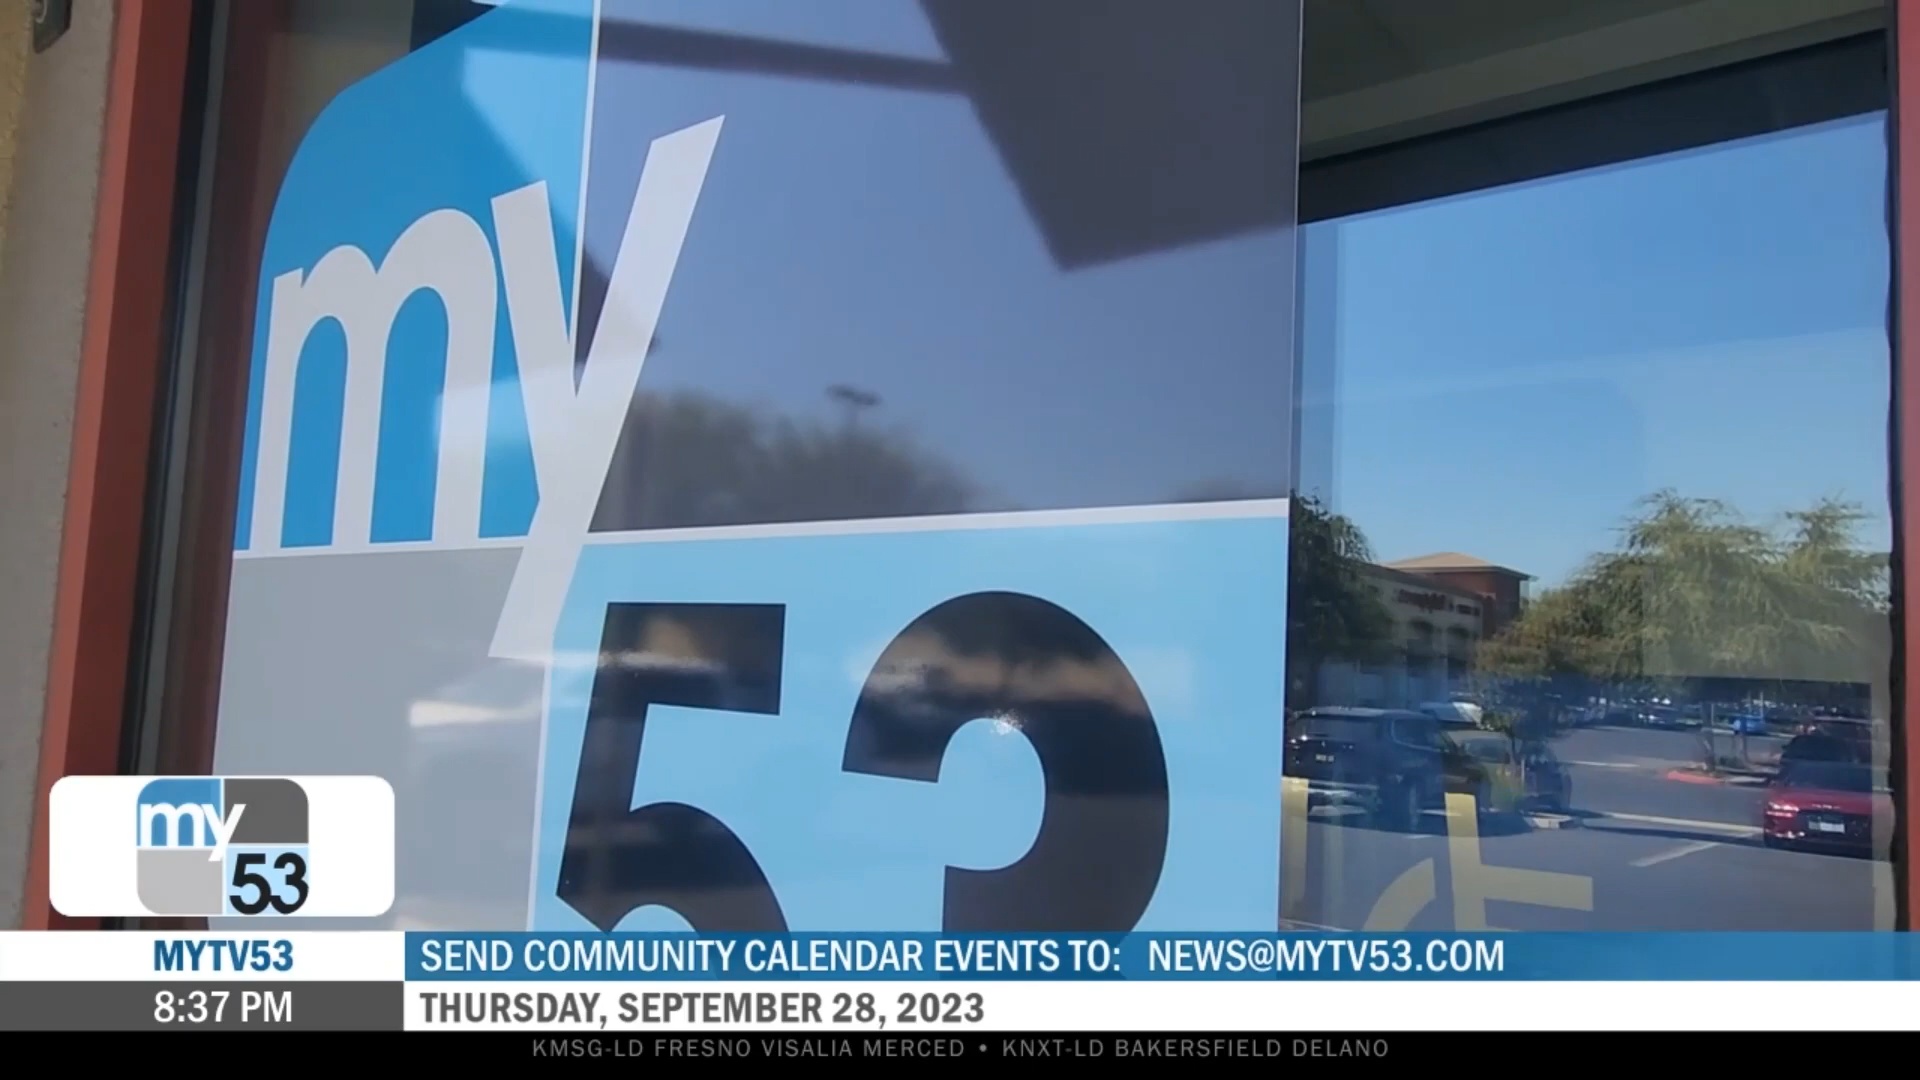 my
53
my
53
MYTV53
SEND COMMUNITY CALENDAR EVENTS TO: NEWS@MYTV53.COM
8:37 PM
THURSDAY, SEPTEMBER 28, 2023
KMSG-LD FRESNO VISALIA MERCED • KNXT-LD BAKERSFIELD DELANO